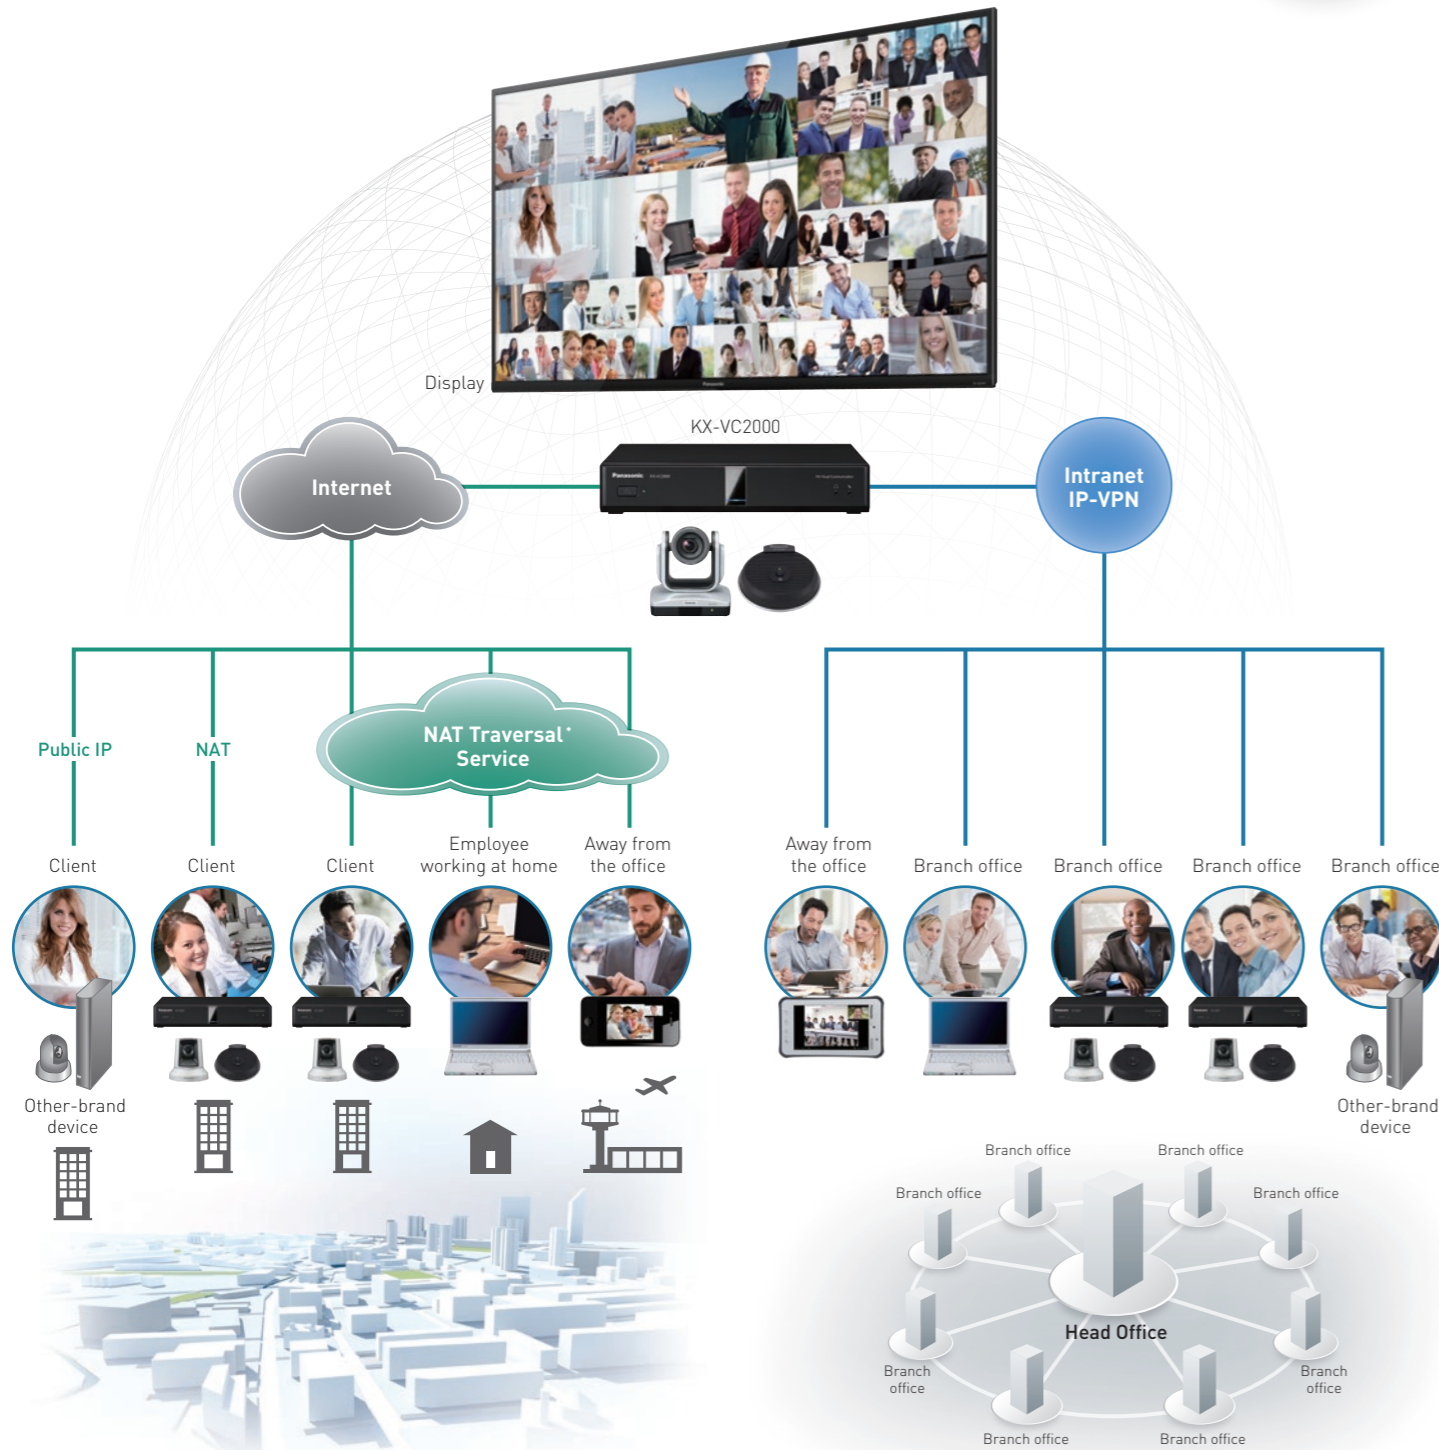 Display
Panasonic
KX-VC2000
Internet
Panasonic
Intranet
IP-VPN
Public IP
NAT
NAT Traversal*
Service
Client
Client
Client
Employee
working at home
Away from
the office
Away from
the office
Branch office
Branch office
Branch office
Branch office
Other-brand
device
Other-brand
device
Branch office
Branch office
Branch office
Branch office
Head Office
Branch
office
Branch
office
Branch office
Branch office